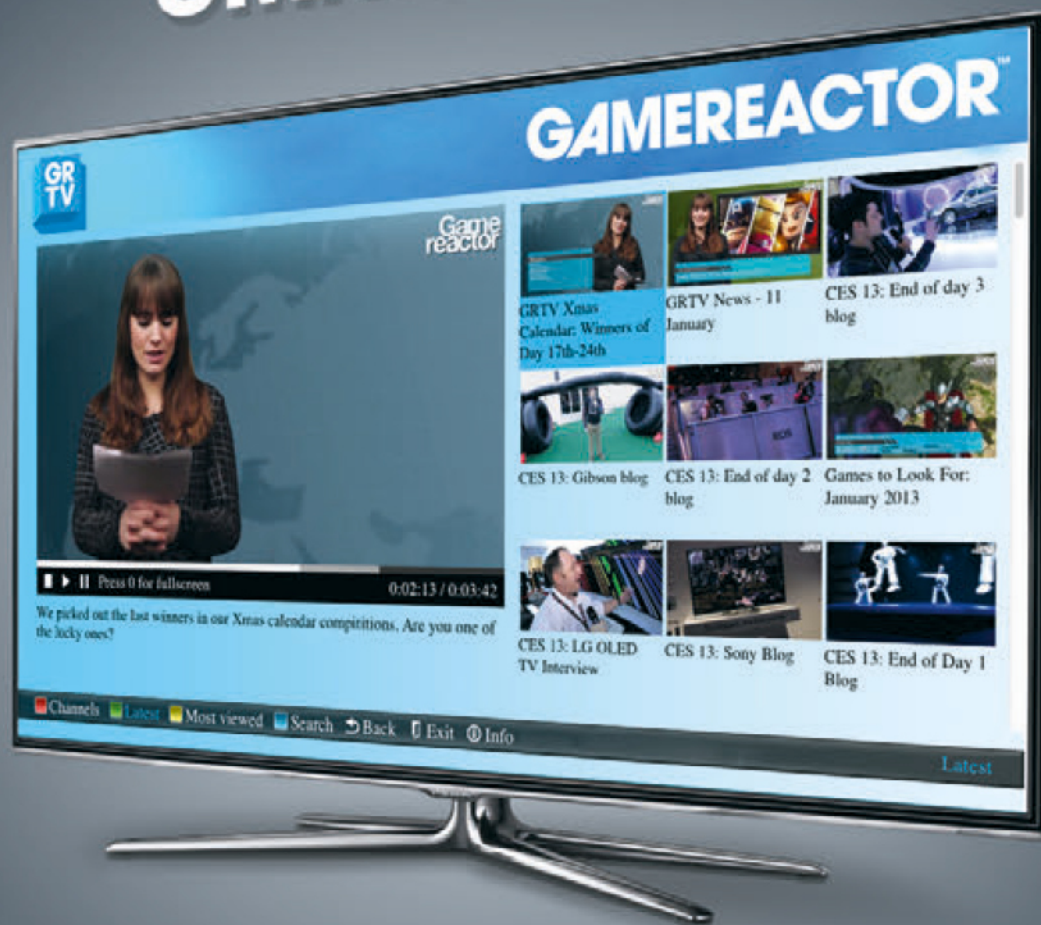 GAMEREACTOR™
GR
TV
Game
reactor
Press 0 for fullscreen
0:02:13 / 0:03:42
We picked out the last winners in our Xmas calendar compiritions. Are you one of
the lucky ones?
GRTV Xmas
Calendar: Winners of
Day 17th-24th
GRTV News - 11
January
CES 13: End of day 3
blog
CES 13: Gibson blog
CES 13: End of day 2
blog
Games to Look For:
January 2013
CES 13: LG OLED
TV Interview
CES 13: Sony Blog
CES 13: End of Day 1
Blog
Channels Latest Most viewed Search Back Exit Info
Latest